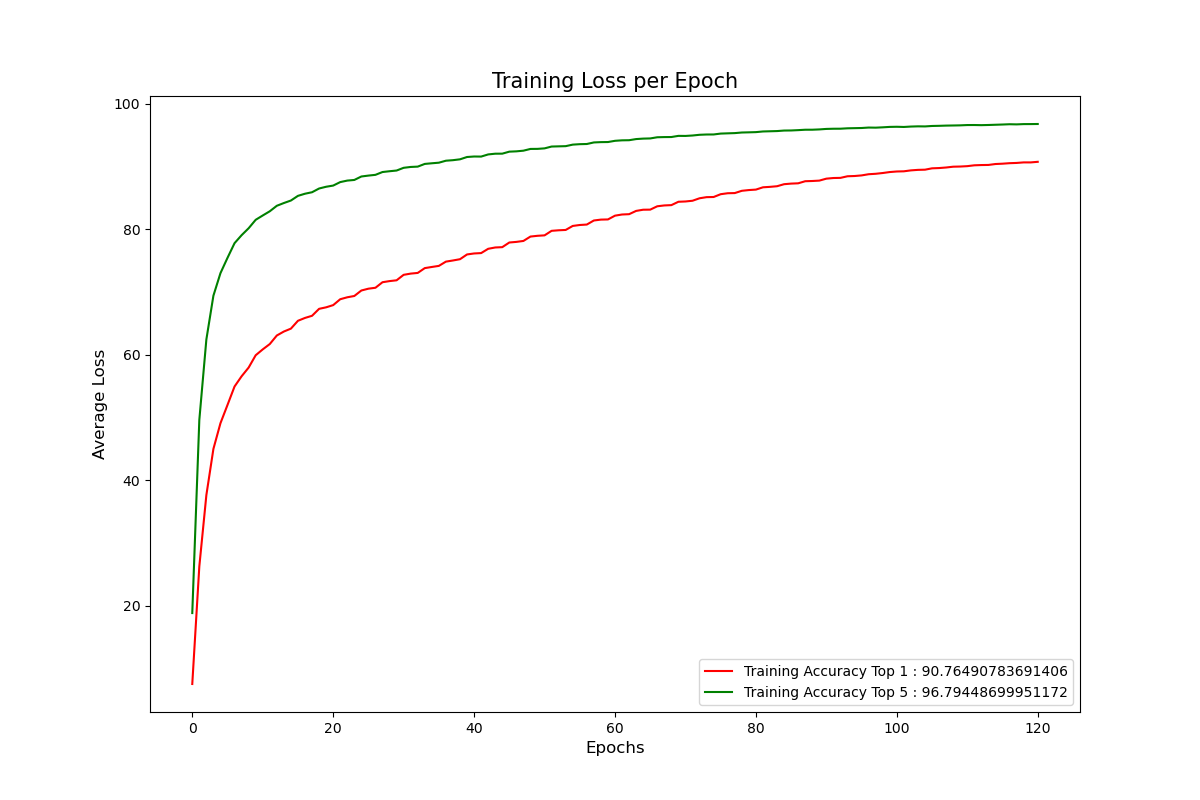 Training Loss per Epoch
100
80
60
40
20
Average Loss
Training Accuracy Top 1 : 90.76490783691406
Training Accuracy Top 5 : 96.79448699951172
0 20 40 60 80 100 120
Epochs